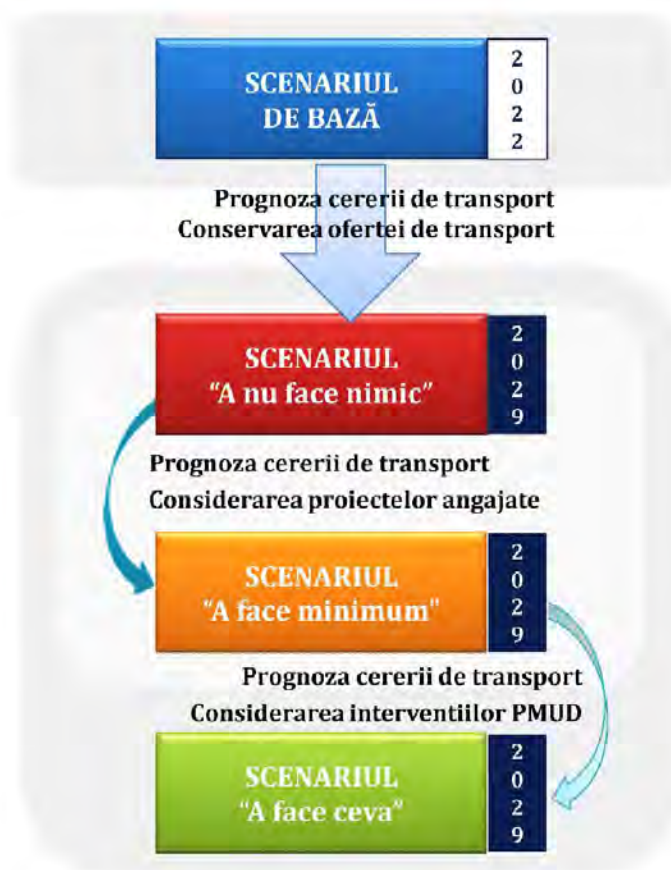 SCENARIUL
DE BAZĂ
2
0
2
2
Prognoza cererii de transport
Conservarea ofertei de transport
SCENARIUL
“A nu face nimic”
2
0
2
9
Prognoza cererii de transport
Considerarea proiectelor angajate
SCENARIUL
“A face minimum”
2
0
2
9
Prognoza cererii de transport
Considerarea interventiilor PMUD
SCENARIUL
“A face ceva”
2
0
2
9